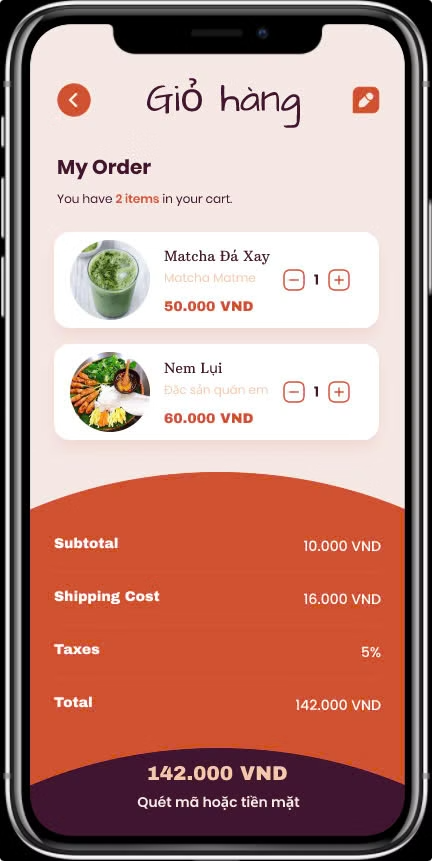 Giỏ hàng
My Order
You have 2 items in your cart.
Matcha Đá Xay
Matcha Matme
1
50.000 VND
Nem Lụi
Đặc sản quán em
1
60.000 VND
Subtotal 10.000 VND
Shipping Cost 16.000 VND
Taxes 5%
Total 142.000 VND
142.000 VND
Quét mã hoặc tiền mặt